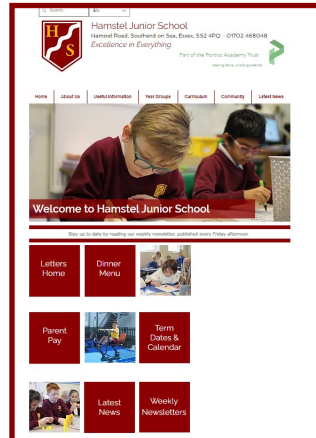 Search...
EN
H
S
Hamstel Junior School
Hamstel Road, Southend on Sea, Essex, SS2 4PQ · 01702 468048
Excellence in Everything
Part of the Portico Academy Trust
Home About Us Useful Information Year Groups Curriculum Community Latest News
Welcome to Hamstel Junior School
Stay up to date by reading our weekly newsletter, published every Friday afternoon
Letters
Home
Dinner
Menu
Parent
Pay
Term
Dates &
Calendar
Latest
News
Weekly
Newsletters